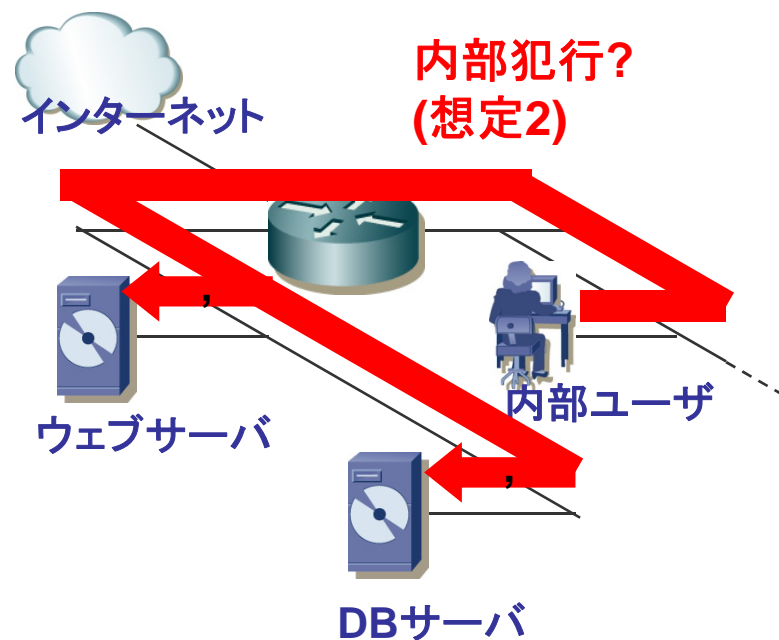 内部犯行?
(想定2)
インターネット
,
内部ユーザ
ウェブサーバ
,
DBサーバ